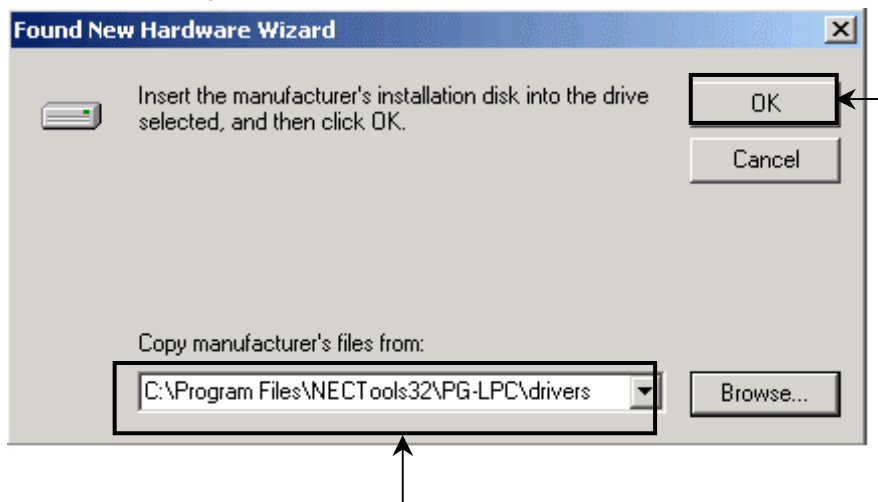 Found New Hardware Wizard
Insert the manufacturer's installation disk into the drive
selected, and then click OK.
OK
Cancel
Copy manufacturer's files from:
C:\Program Files\NECTools32\PG-LPC\drivers
Browse...